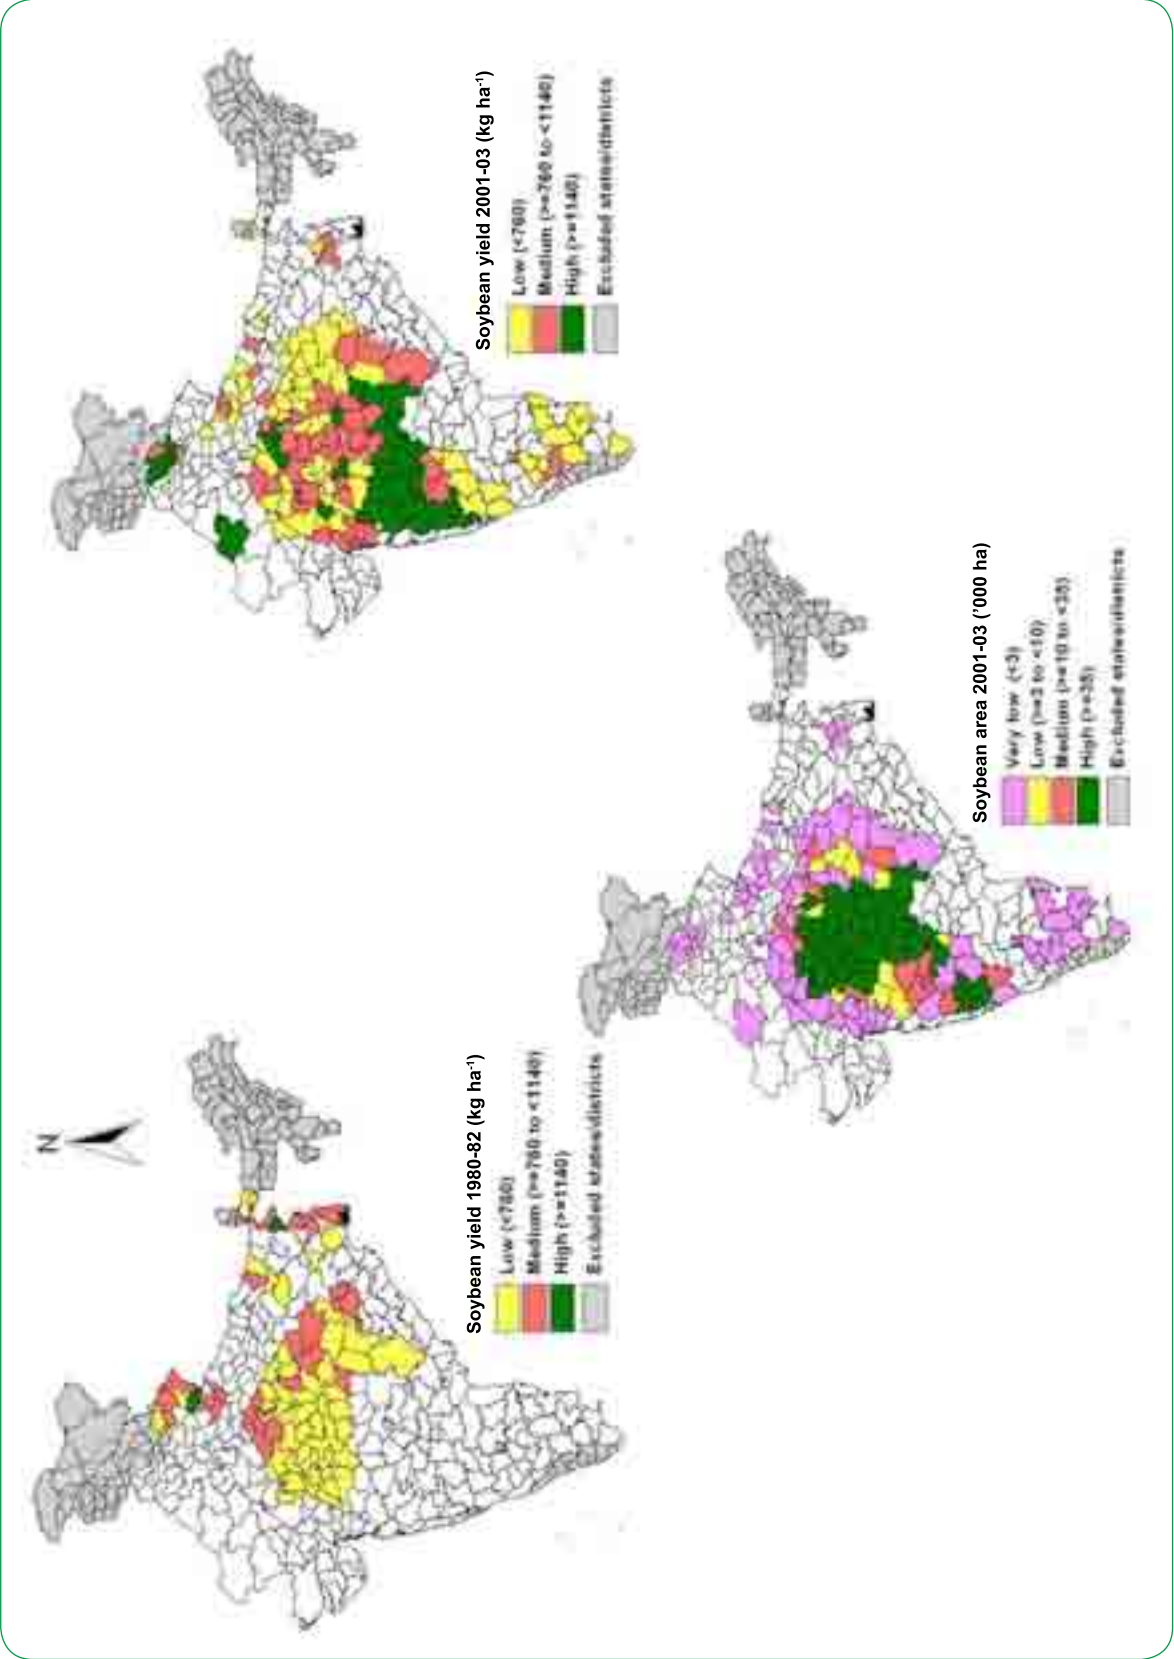 N
Soybean yield 1980-82 (kg ha-1)
Low (<760)
Medium (>=760 to <1140)
High (>=1140)
Excluded states/districts
Soybean yield 2001-03 (kg ha-1)
Low (<760)
Medium (>=760 to <1140)
High (>=1140)
Excluded states/districts
Soybean area 2001-03 ('000 ha)
Very low (<3)
Low (>=3 to <10)
Medium (>=10 to <35)
High (>=35)
Excluded states/districts